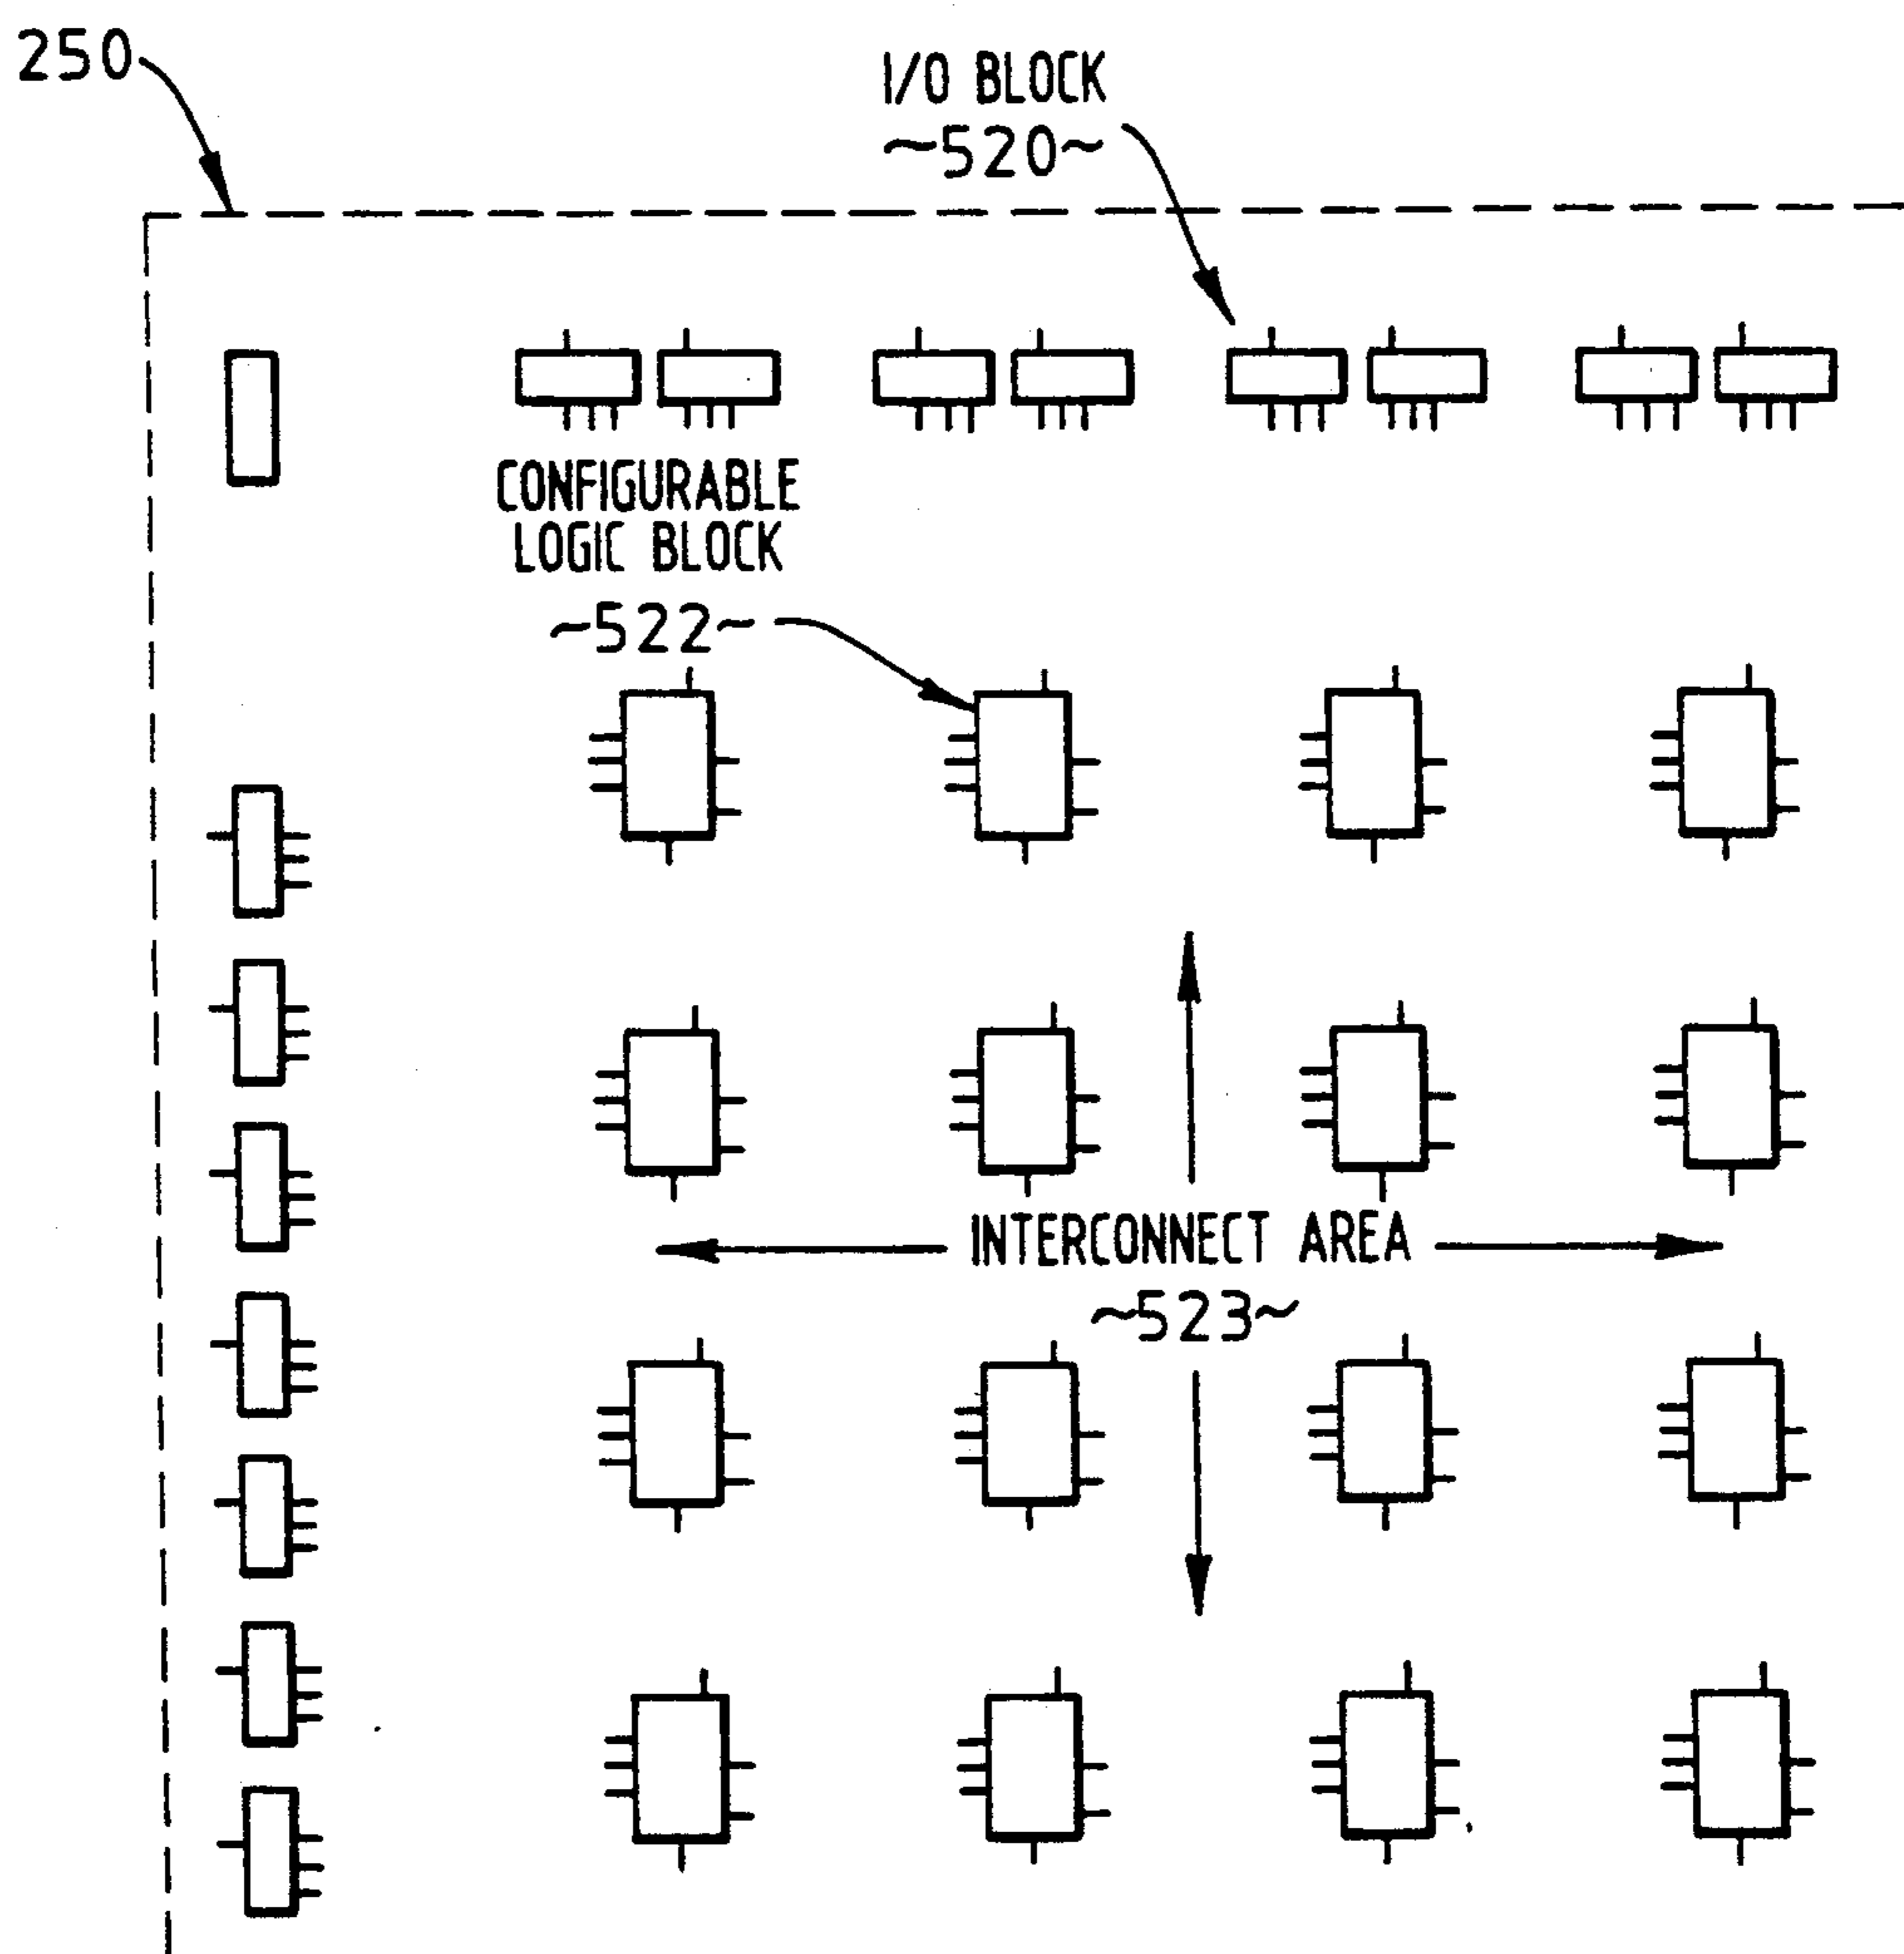 250
I/O BLOCK
~520~
CONFIGURABLE
LOGIC BLOCK
~522~
INTERCONNECT AREA
~523~